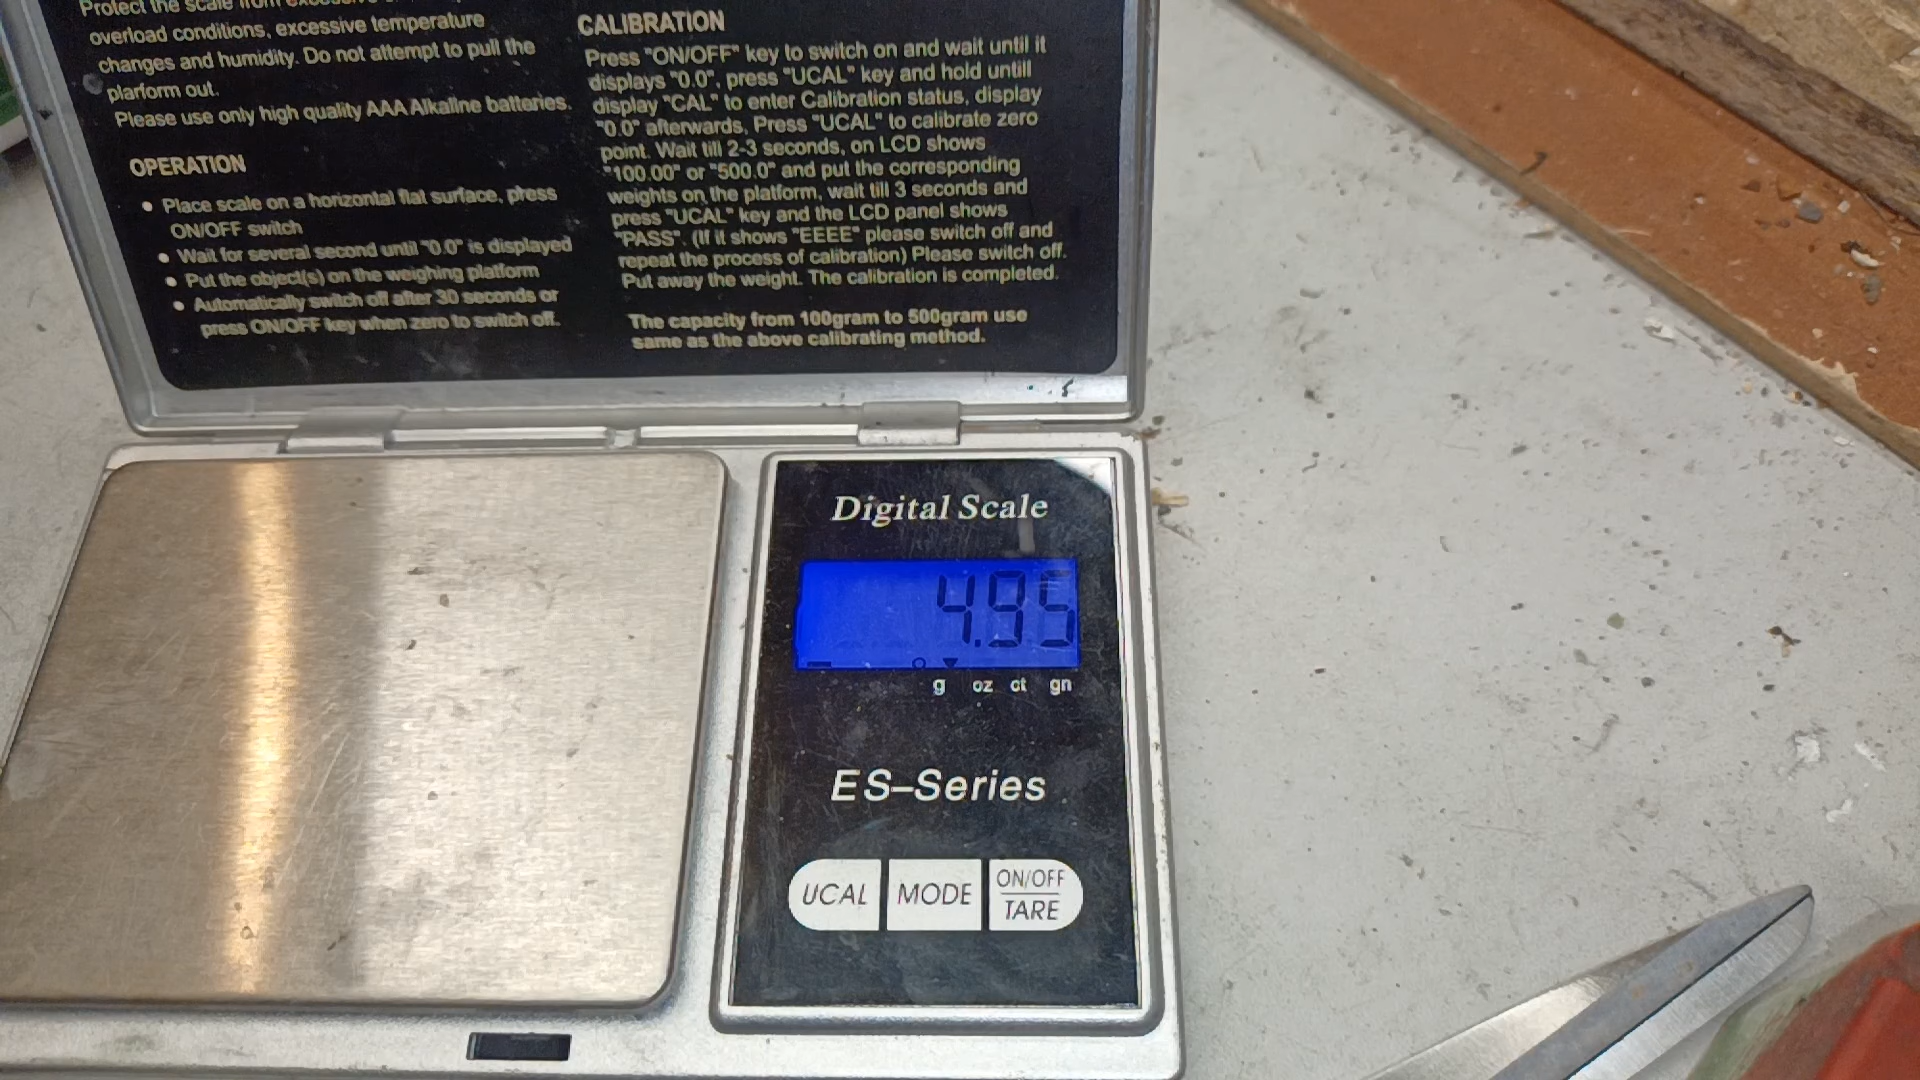 Protect the scale from
overload conditions, excessive temperature
changes and humidity. Do not attempt to pull the
plarform out.
Please use only high quality AAA Alkaline batteries.
OPERATION
• Place scale on a horizontal flat surface, press
ON/OFF switch
• Wait for several second until "0.0" is displayed
• Put the object(s) on the weighing platform
• Automatically switch off after 30 seconds or
press ON/OFF key when zero to switch off.
CALIBRATION
Press "ON/OFF" key to switch on and wait until it
displays "0.0", press "UCAL" key and hold untill
display "CAL" to enter Calibration status, display
"0.0" afterwards, Press "UCAL" to calibrate zero
point. Wait till 2-3 seconds, on LCD shows
"100.00" or "500.0" and put the corresponding
weights on the platform, wait till 3 seconds and
press "UCAL" key and the LCD panel shows
"PASS". (If it shows "EEEE" please switch off and
repeat the process of calibration) Please switch off.
Put away the weight. The calibration is completed.
The capacity from 100gram to 500gram use
same as the above calibrating method.
Digital Scale
4.95
g oz ct gn
ES-Series
UCAL MODE ON/OFF
TARE